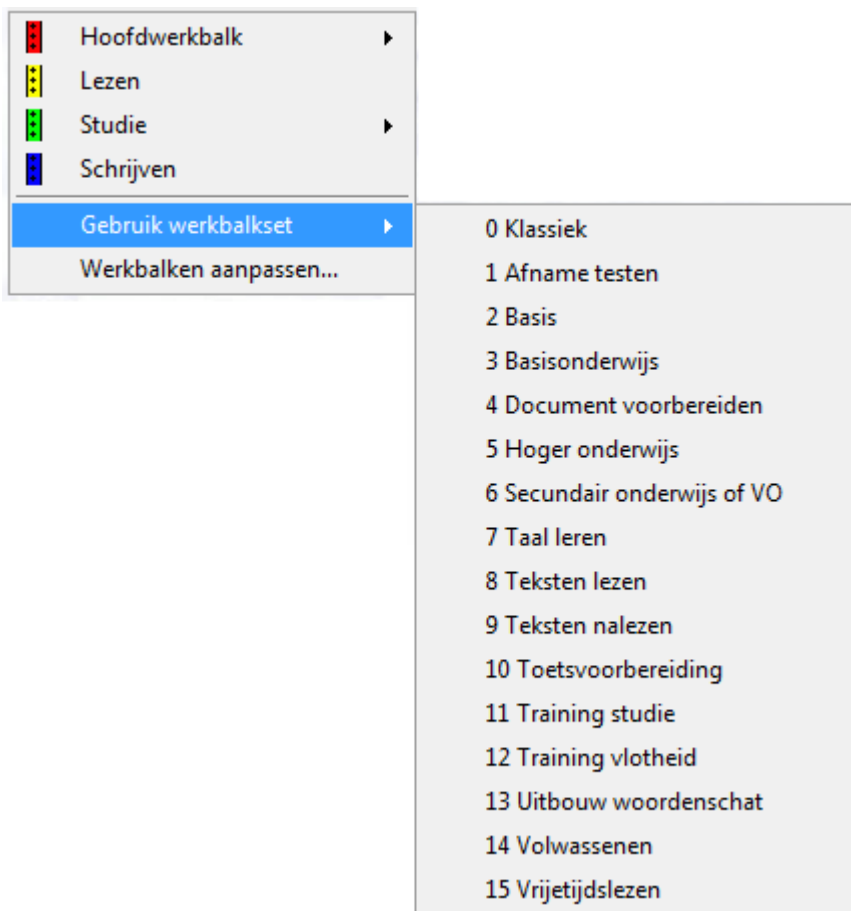 Hoofdwerkbalk
Lezen
Studie
Schrijven
Gebruik werkbalkset
Werkbalken aanpassen...
0 Klassiek
1 Afname testen
2 Basis
3 Basisonderwijs
4 Document voorbereiden
5 Hoger onderwijs
6 Secundair onderwijs of VO
7 Taal leren
8 Teksten lezen
9 Teksten nalezen
10 Toetsvoorbereiding
11 Training studie
12 Training vlotheid
13 Uitbouw woordenschat
14 Volwassenen
15 Vrijetijdslezen